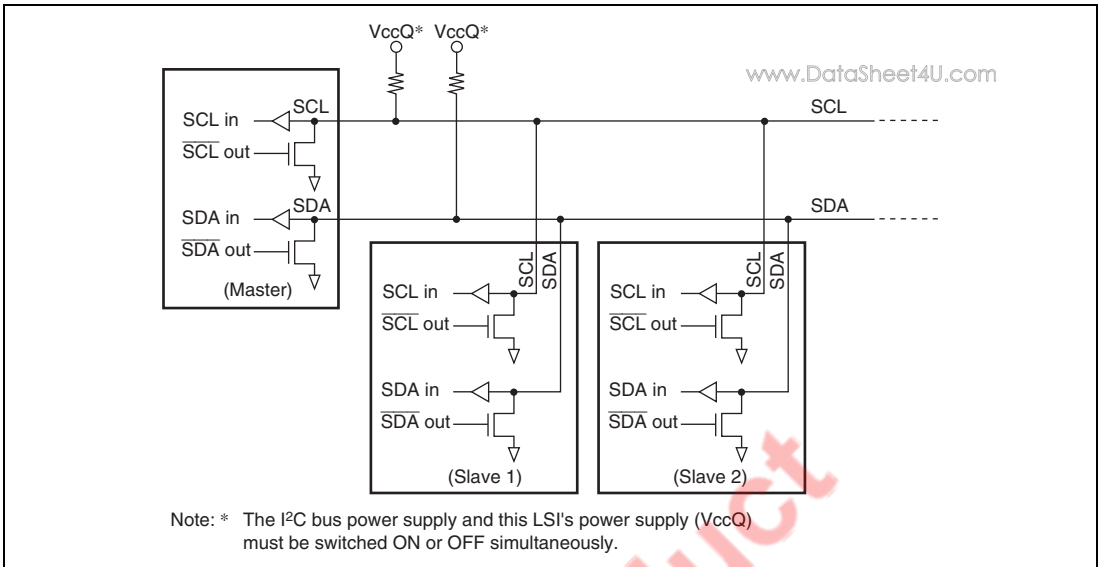 VccQ* VccQ*
www.DataSheet4U.com
SCL in
SCL
SCL
SCL out
SDA in
SDA
SDA
SDA out
(Master)
SCL
SDA
SCL in
SCL out
SDA in
SDA out
(Slave 1)
SCL
SDA
SCL in
SCL out
SDA in
SDA out
(Slave 2)
Note: * The I²C bus power supply and this LSI's power supply (VccQ)
must be switched ON or OFF simultaneously.